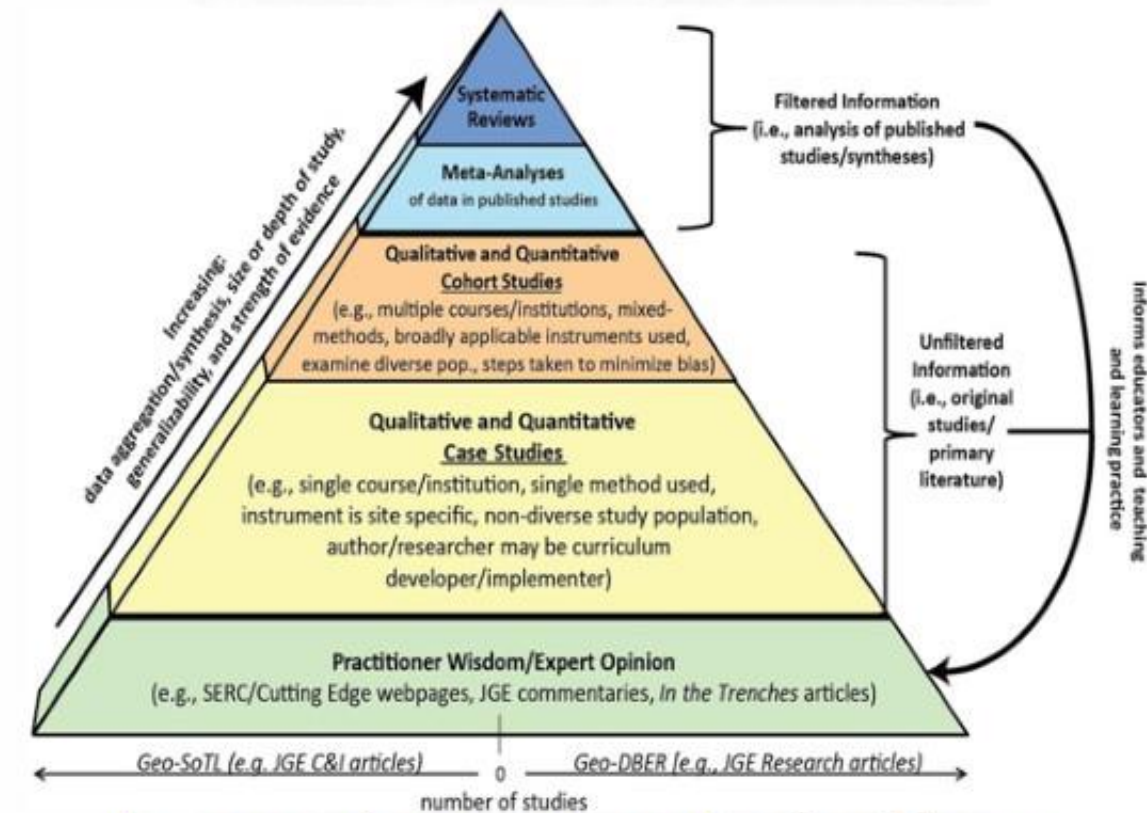 Systematic
Reviews
Meta-Analyses
of data in published studies
Qualitative and Quantitative
Cohort Studies
(e.g., multiple courses/institutions, mixed-
methods, broadly applicable instruments used,
examine diverse pop., steps taken to minimize bias)
Qualitative and Quantitative
Case Studies
(e.g., single course/institution, single method used,
instrument is site specific, non-diverse study population,
author/researcher may be curriculum
developer/implementer)
Practitioner Wisdom/Expert Opinion
(e.g., SERC/Cutting Edge webpages, JGE commentaries, In the Trenches articles)
Increasing:
data aggregation/synthesis, size or depth of study,
generalizability, and strength of evidence
Filtered Information
(i.e., analysis of published
studies/syntheses)
Unfiltered
Information
(i.e., original
studies/
primary
literature)
Informs educators and teaching
and learning practice
Geo-SoTL (e.g. JGE C&I articles)
0
Geo-DBER [e.g., JGE Research articles)
number of studies